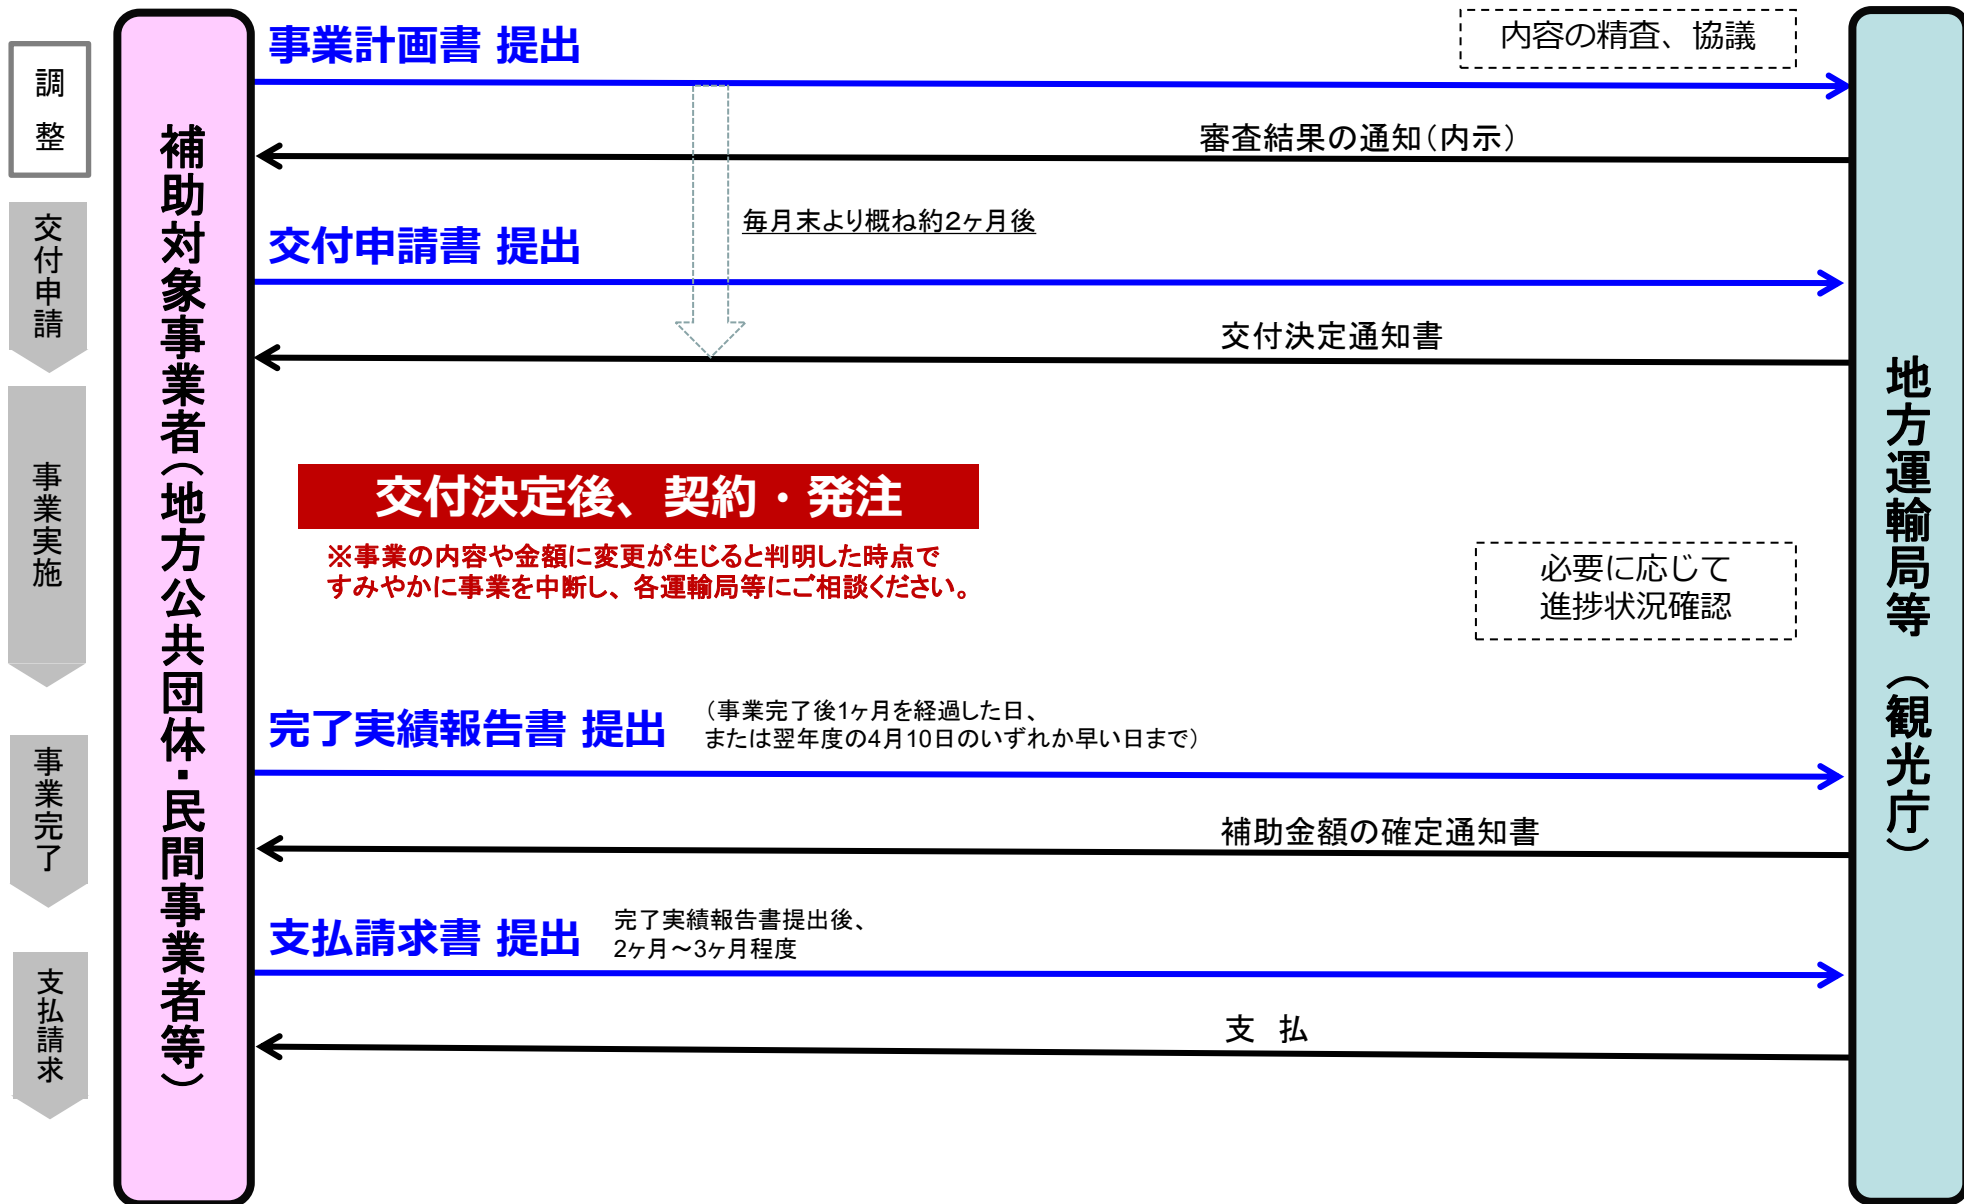 調整
交付申請
事業実施
事業完了
支払請求
補助対象事業者（地方公共団体・民間事業者等）
事業計画書 提出
内容の精査、協議
審査結果の通知（内示）
毎月末より概ね約2ヶ月後
交付申請書 提出
交付決定通知書
交付決定後、契約・発注
※事業の内容や金額に変更が生じると判明した時点で
すみやかに事業を中断し、各運輸局等にご相談ください。
必要に応じて
進捗状況確認
完了実績報告書 提出
（事業完了後1ヶ月を経過した日、
または翌年度の4月10日のいずれか早い日まで）
補助金額の確定通知書
支払請求書 提出
完了実績報告書提出後、
2ヶ月～3ヶ月程度
支　払
地方運輸局等（観光庁）